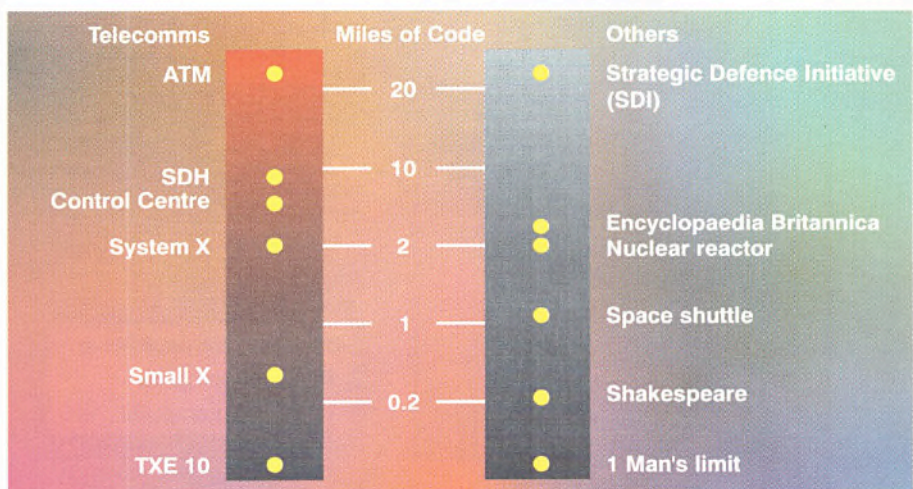 Telecomms Miles of Code Others
ATM
Strategic Defence Initiative
(SDI)
20
10
SDH
Control Centre
Encyclopaedia Britannica
System X
2
Nuclear reactor
Space shuttle
1
Small X
Shakespeare
0.2
TXE 10
1 Man's limit